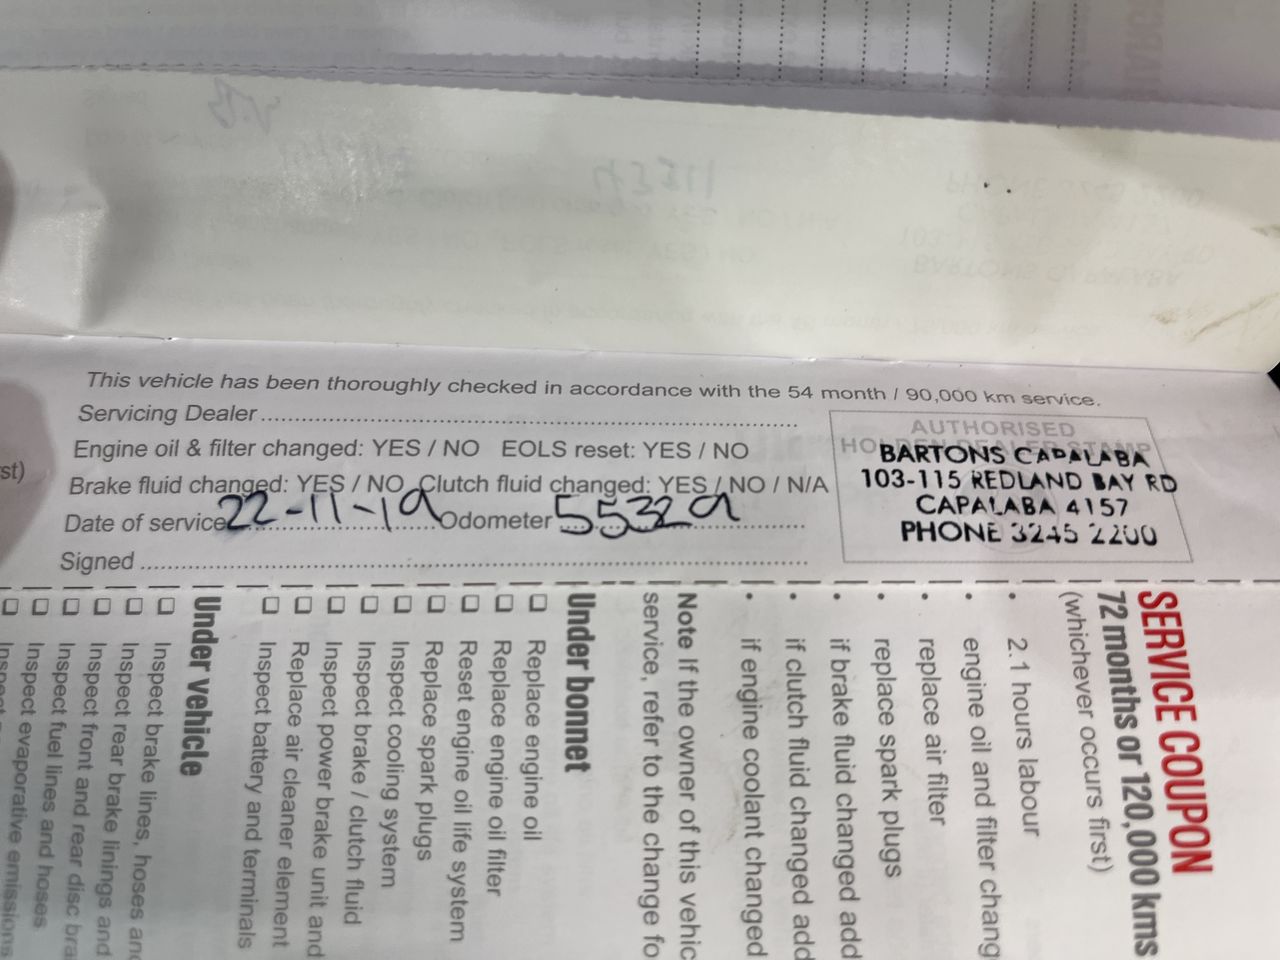 This vehicle has been thoroughly checked in accordance with the 54 month / 90,000 km service.
Servicing Dealer
Engine oil & filter changed: YES / NO EOLS reset: YES / NO
Brake fluid changed: YES / NO Clutch fluid changed: YES / NO / N/A
Date of service 22-11-19 Odometer 55329
Signed
AUTHORISED
HOLDEN DEALER STAMP
BARTONS CAPALABA
103-115 REDLAND BAY RD
CAPALABA 4157
PHONE 3245 2200
st)
SERVICE COUPON
72 months or 120,000 kms
(whichever occurs first)
• 2.1 hours labour
• engine oil and filter chang
• replace air filter
• replace spark plugs
• if brake fluid changed add
• if clutch fluid changed add
• if engine coolant changed
Note If the owner of this vehic
service, refer to the change fo
Under bonnet
Replace engine oil
Replace engine oil filter
Reset engine oil life system
Replace spark plugs
Inspect cooling system
Inspect brake / clutch fluid
Inspect power brake unit and
Replace air cleaner element
Inspect battery and terminals
Under vehicle
Inspect brake lines, hoses and
Inspect rear brake linings and
Inspect front and rear disc bra
Inspect fuel lines and hoses
Inspect evaporative emissions